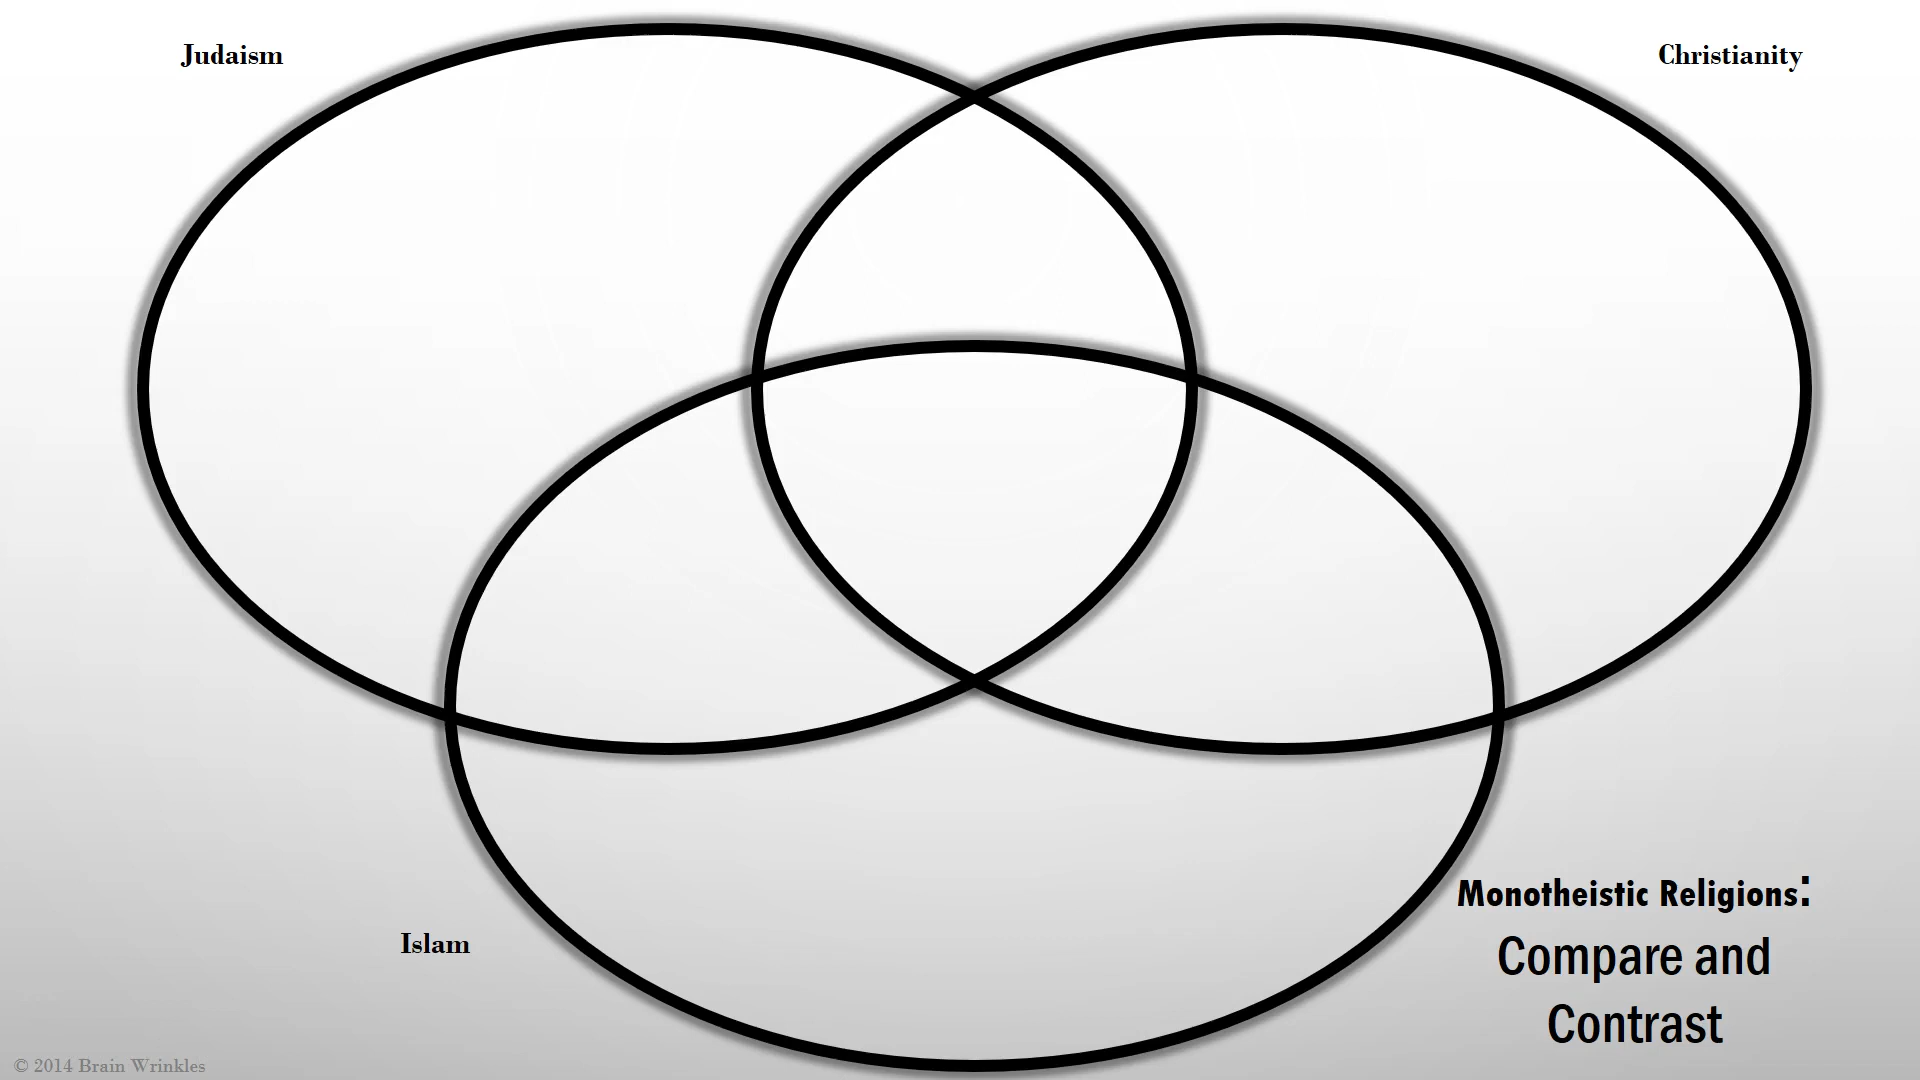 Judaism
Christianity
Islam
Monotheistic Religions:
Compare and
Contrast
© 2014 Brain Wrinkles